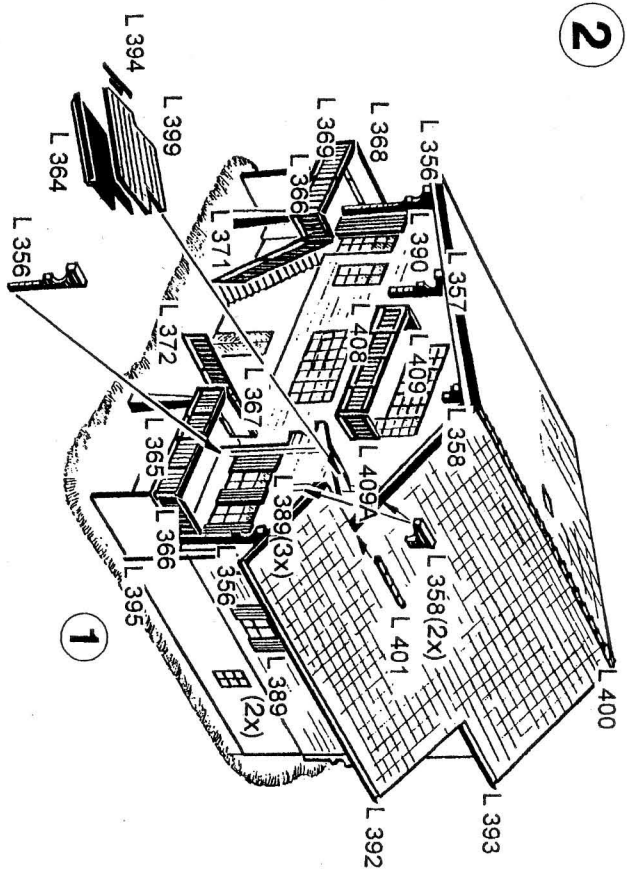 2
L 394
L 399
L 364
L 368
L 369
L 366
L 371
L 356
L 390
L 357
L 356
L 372
L 408
L 409
L 367
L 358
L 365
L 409A
L 366
L 389(3x)
L 358(2x)
L 356
L 395
L 401
1
L 389
(2x)
L 400
L 393
L 392